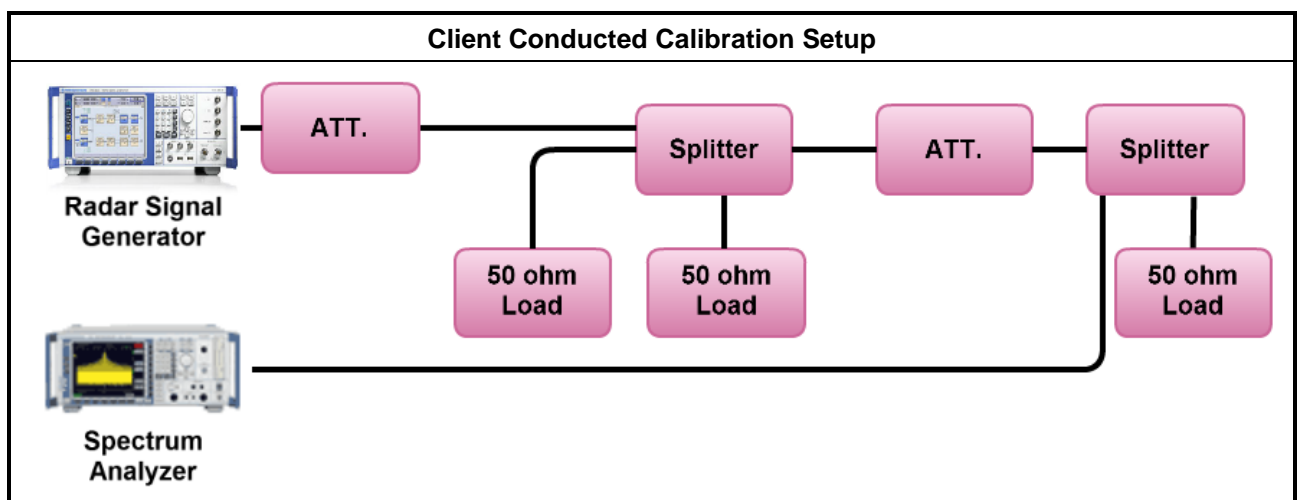 Client Conducted Calibration Setup
ATT.
Splitter
ATT.
Splitter
Radar Signal
Generator
50 ohm
Load
50 ohm
Load
50 ohm
Load
Spectrum
Analyzer